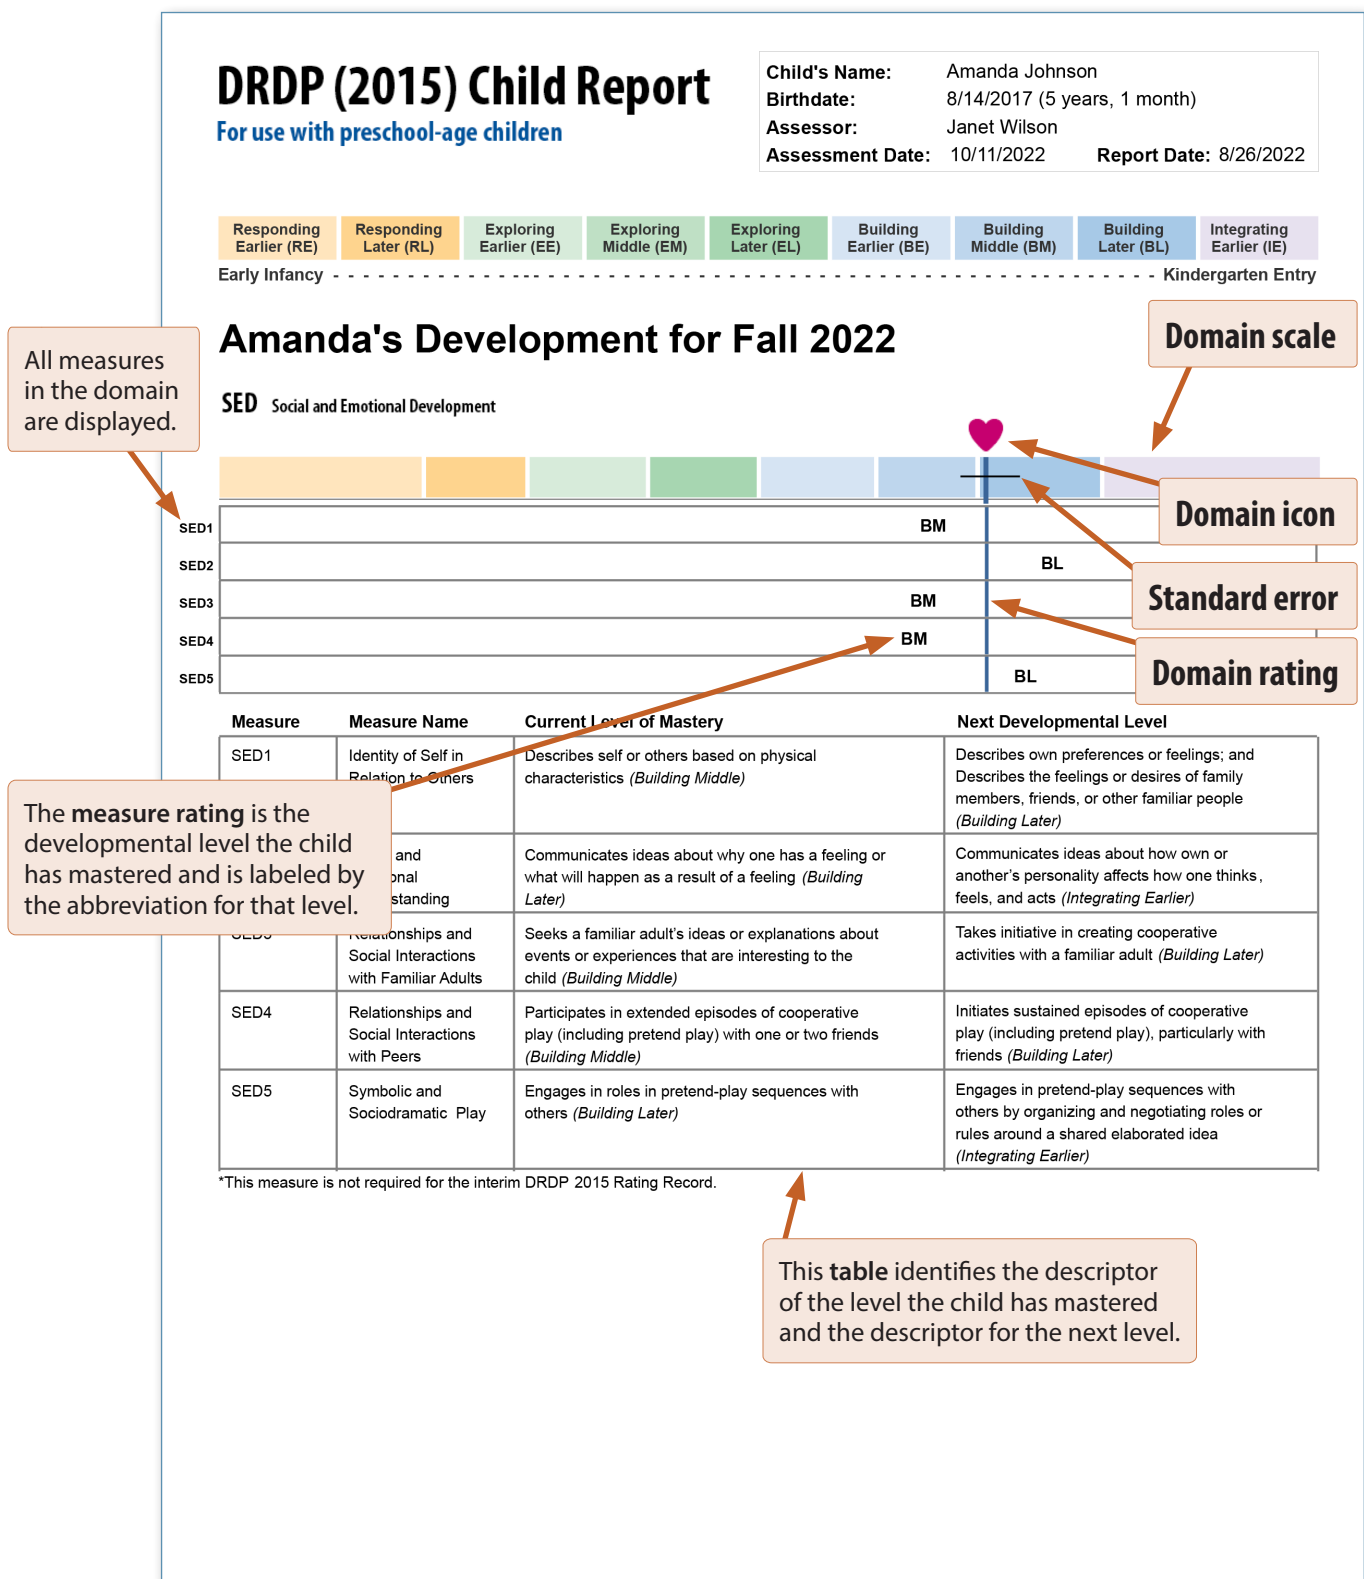 DRDP (2015) Child Report
For use with preschool-age children
Child's Name: Amanda Johnson
Birthdate: 8/14/2017 (5 years, 1 month)
Assessor: Janet Wilson
Assessment Date: 10/11/2022 Report Date: 8/26/2022
Responding Earlier (RE)
Responding Later (RL)
Exploring Earlier (EE)
Exploring Middle (EM)
Exploring Later (EL)
Building Earlier (BE)
Building Middle (BM)
Building Later (BL)
Integrating Earlier (IE)
Early Infancy - - - - - - - - - - - - - - - - - - - - Kindergarten Entry
Amanda's Development for Fall 2022
Domain scale
All measures
in the domain
are displayed.
SED Social and Emotional Development
Domain icon
SED1 BM
SED2 BL
Standard error
SED3 BM
SED4 BM
Domain rating
SED5 BL
Measure Measure Name Current Level of Mastery Next Developmental Level
SED1
Identity of Self in
Relation to Others
Describes self or others based on physical
characteristics (Building Middle)
Describes own preferences or feelings; and
Describes the feelings or desires of family
members, friends, or other familiar people
(Building Later)
The measure rating is the
developmental level the child
has mastered and is labeled by
the abbreviation for that level.
and
onal
standing
Communicates ideas about why one has a feeling or
what will happen as a result of a feeling (Building
Later)
Communicates ideas about how own or
another's personality affects how one thinks,
feels, and acts (Integrating Earlier)
SED3
Relationships and
Social Interactions
with Familiar Adults
Seeks a familiar adult's ideas or explanations about
events or experiences that are interesting to the
child (Building Middle)
Takes initiative in creating cooperative
activities with a familiar adult (Building Later)
SED4
Relationships and
Social Interactions
with Peers
Participates in extended episodes of cooperative
play (including pretend play) with one or two friends
(Building Middle)
Initiates sustained episodes of cooperative
play (including pretend play), particularly with
friends (Building Later)
SED5
Symbolic and
Sociodramatic Play
Engages in roles in pretend-play sequences with
others (Building Later)
Engages in pretend-play sequences with
others by organizing and negotiating roles or
rules around a shared elaborated idea
(Integrating Earlier)
*This measure is not required for the interim DRDP 2015 Rating Record.
This table identifies the descriptor
of the level the child has mastered
and the descriptor for the next level.